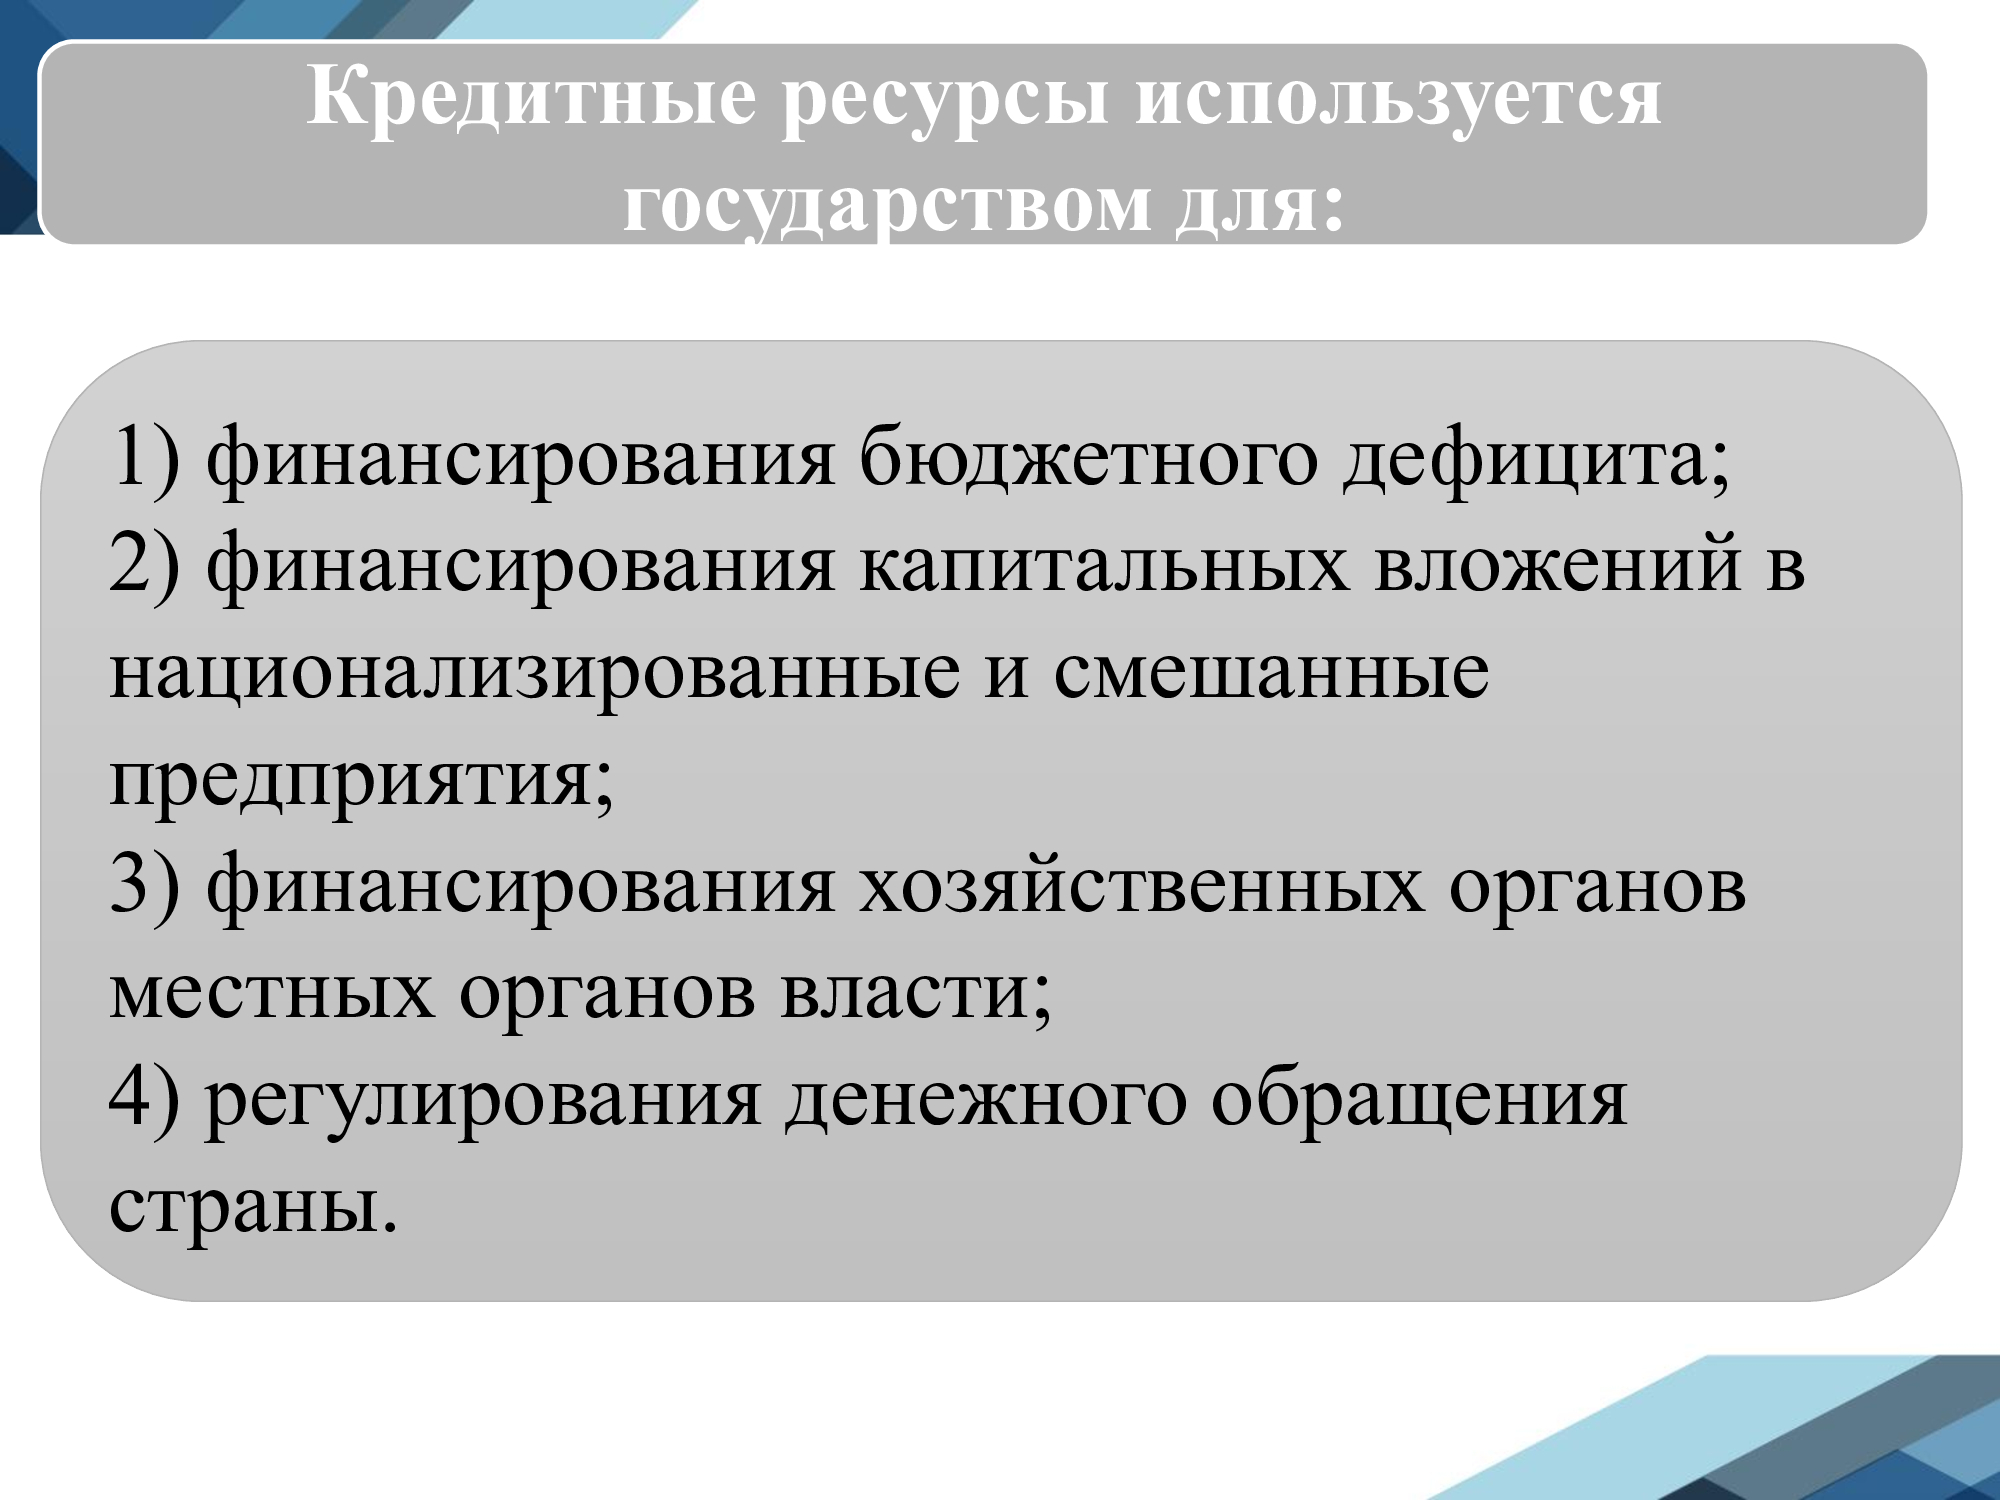 Кредитные ресурсы используется
государством для:
1) финансирования бюджетного дефицита;
2) финансирования капитальных вложений в
национализированные и смешанные
предприятия;
3) финансирования хозяйственных органов
местных органов власти;
4) регулирования денежного обращения
страны.